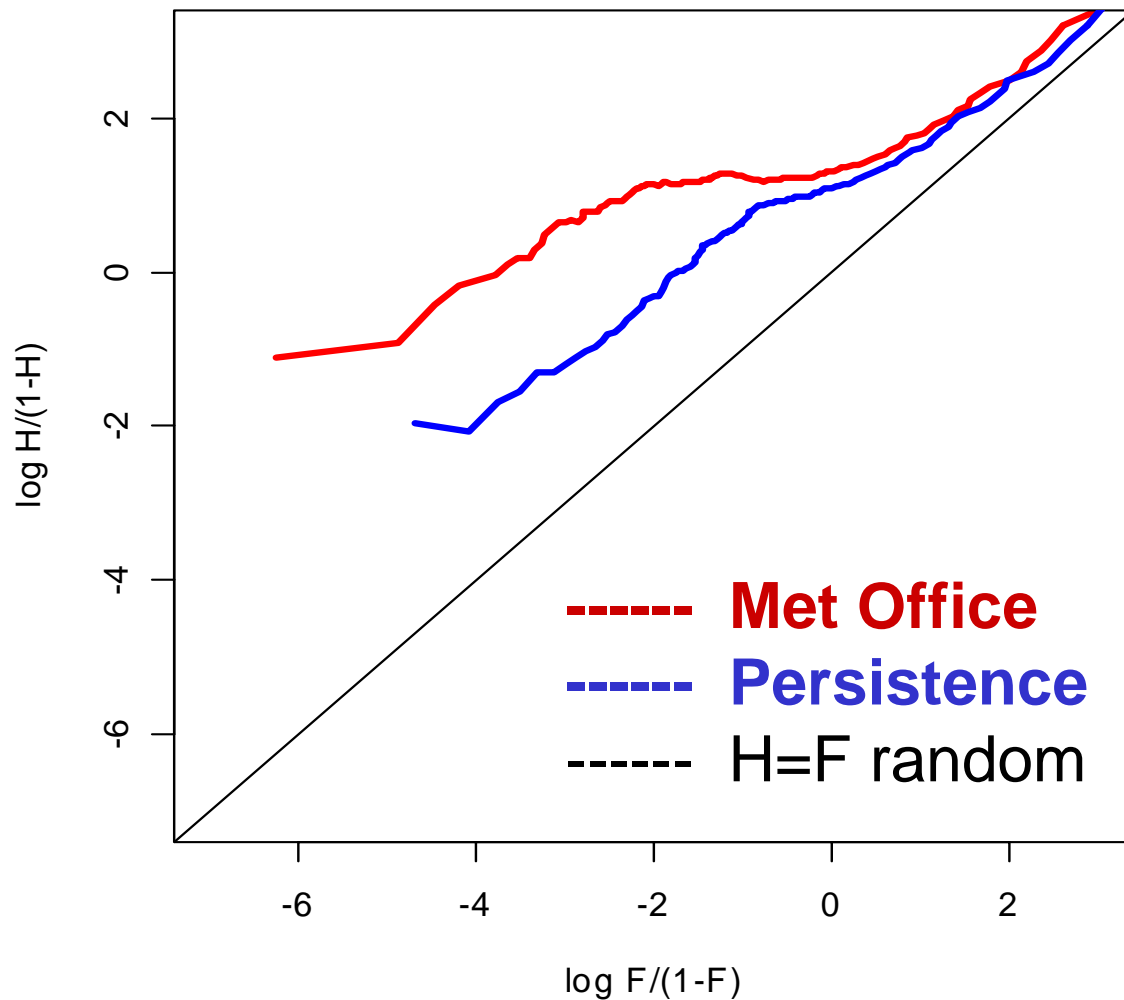 2
0
-2
-4
-6
log H/(1-H)
Met Office
Persistence
H=F random
-6 -4 -2 0 2
log F/(1-F)